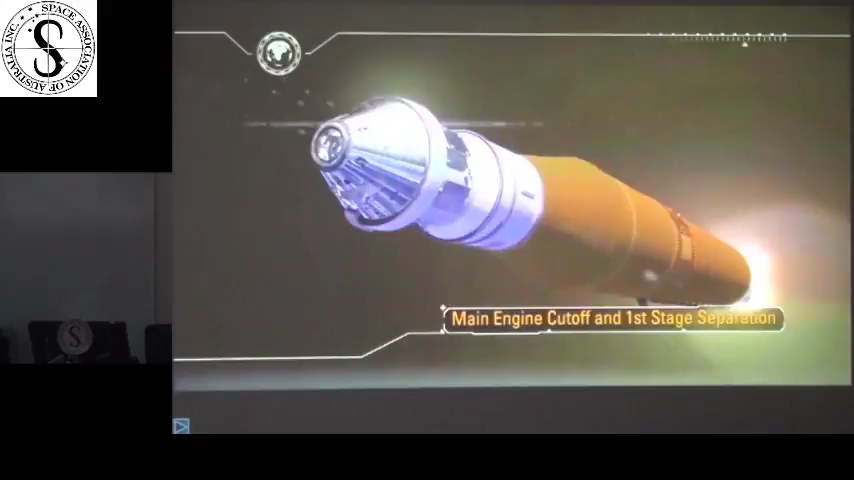 SPACE ASSOCIATION OF AUSTRALIA INC.
S
Main Engine Cutoff and 1st Stage Separation
S